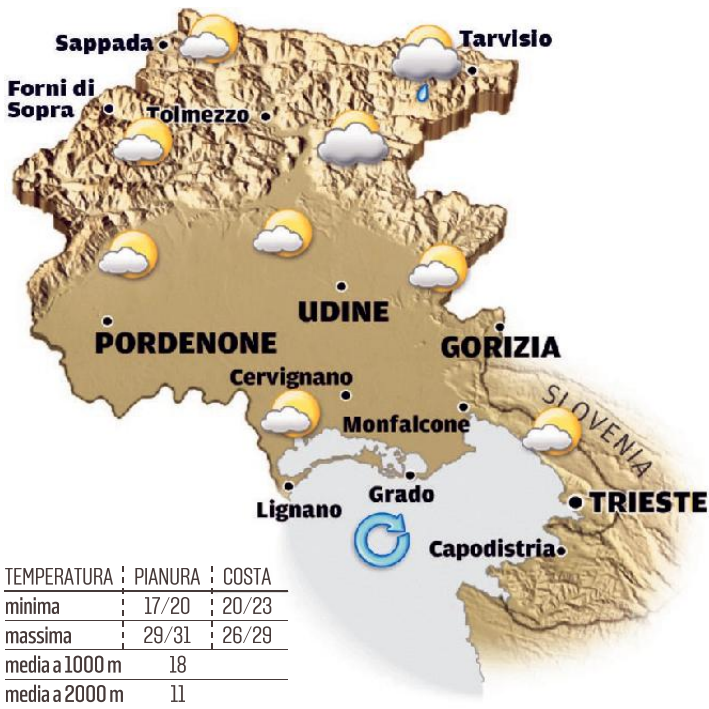 Sappada
Tarvisio
Forni di
Sopra
Tolmezzo
UDINE
PORDENONE
GORIZIA
Cervignano
SLOVENIA
Monfalcone
Lignano
Grado
TRIESTE
Capodistria
TEMPERATURA PIANURA COSTA
minima 17/20 20/23
massima 29/31 26/29
media a 1000 m 18
media a 2000 m 11